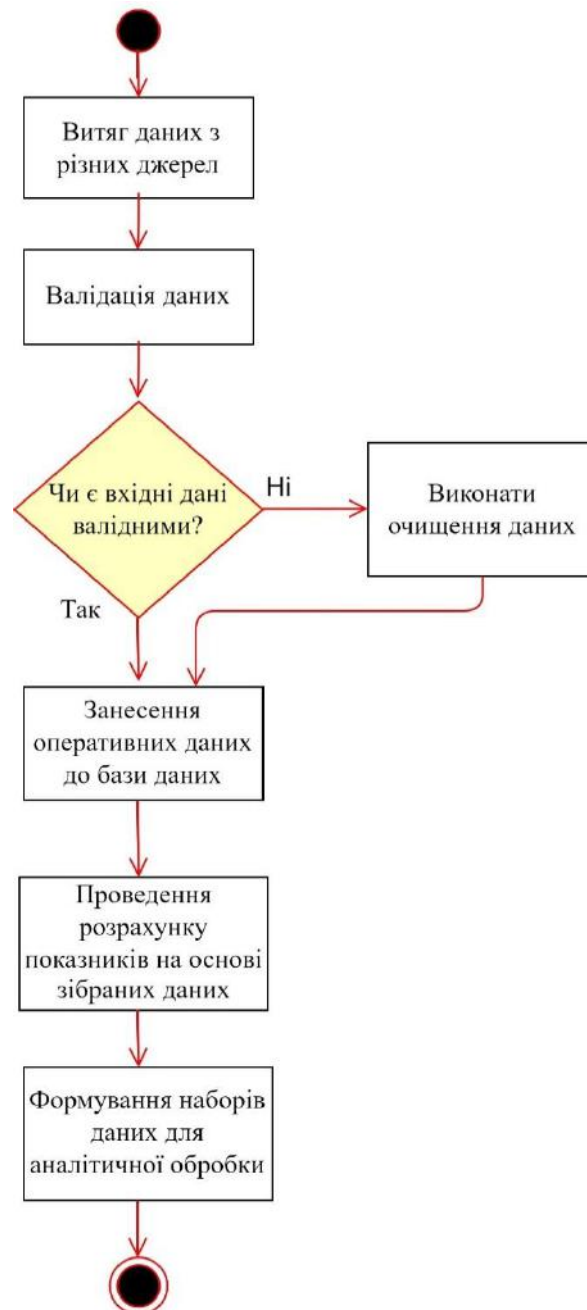 Витяг даних з
різних джерел
Валідація даних
Чи є вхідні дані
валідними?
Ні
Виконати
очищення даних
Так
Занесення
оперативних даних
до бази даних
Проведення
розрахунку
показників на основі
зібраних даних
Формування наборів
даних для
аналітичної обробки